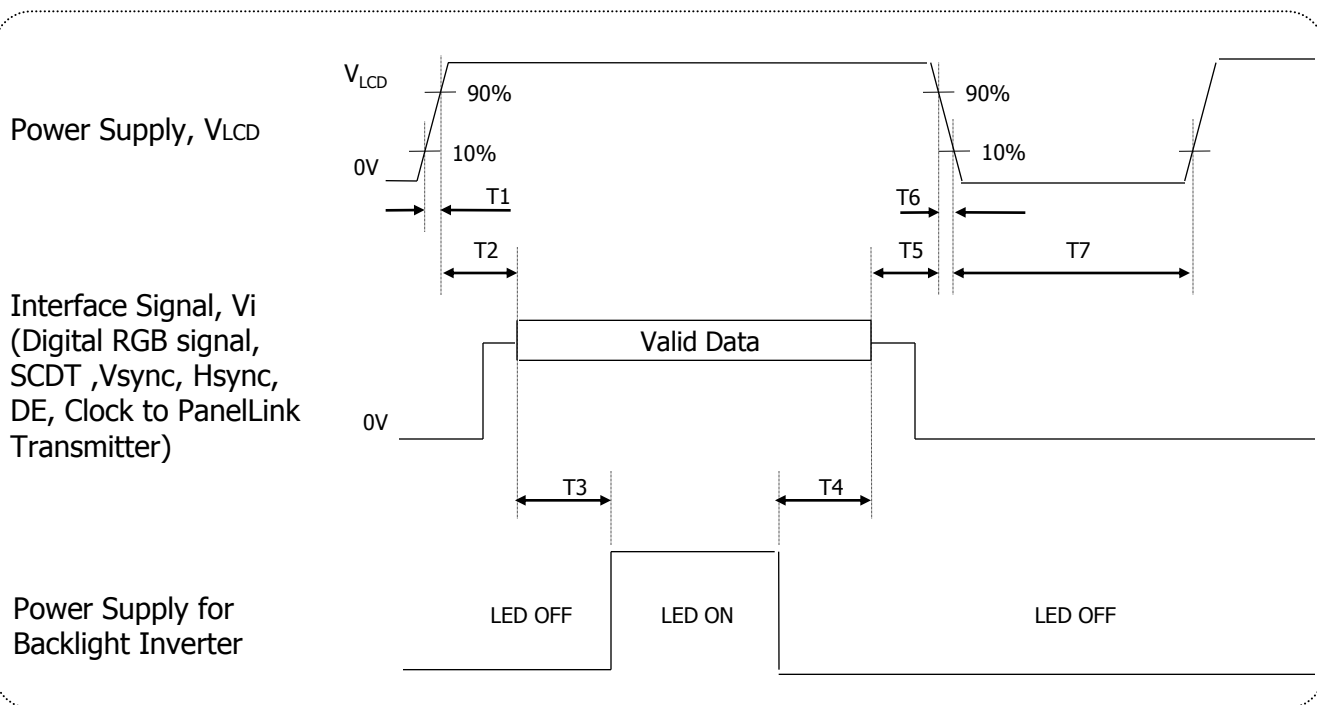 VLCD
90%
90%
Power Supply, VLCD
10%
10%
0V
T1
T6
T2
T5
T7
Interface Signal, Vi
(Digital RGB signal,
SCDT ,Vsync, Hsync,
DE, Clock to PanelLink
Transmitter)
Valid Data
0V
T3
T4
Power Supply for
Backlight Inverter
LED OFF
LED ON
LED OFF